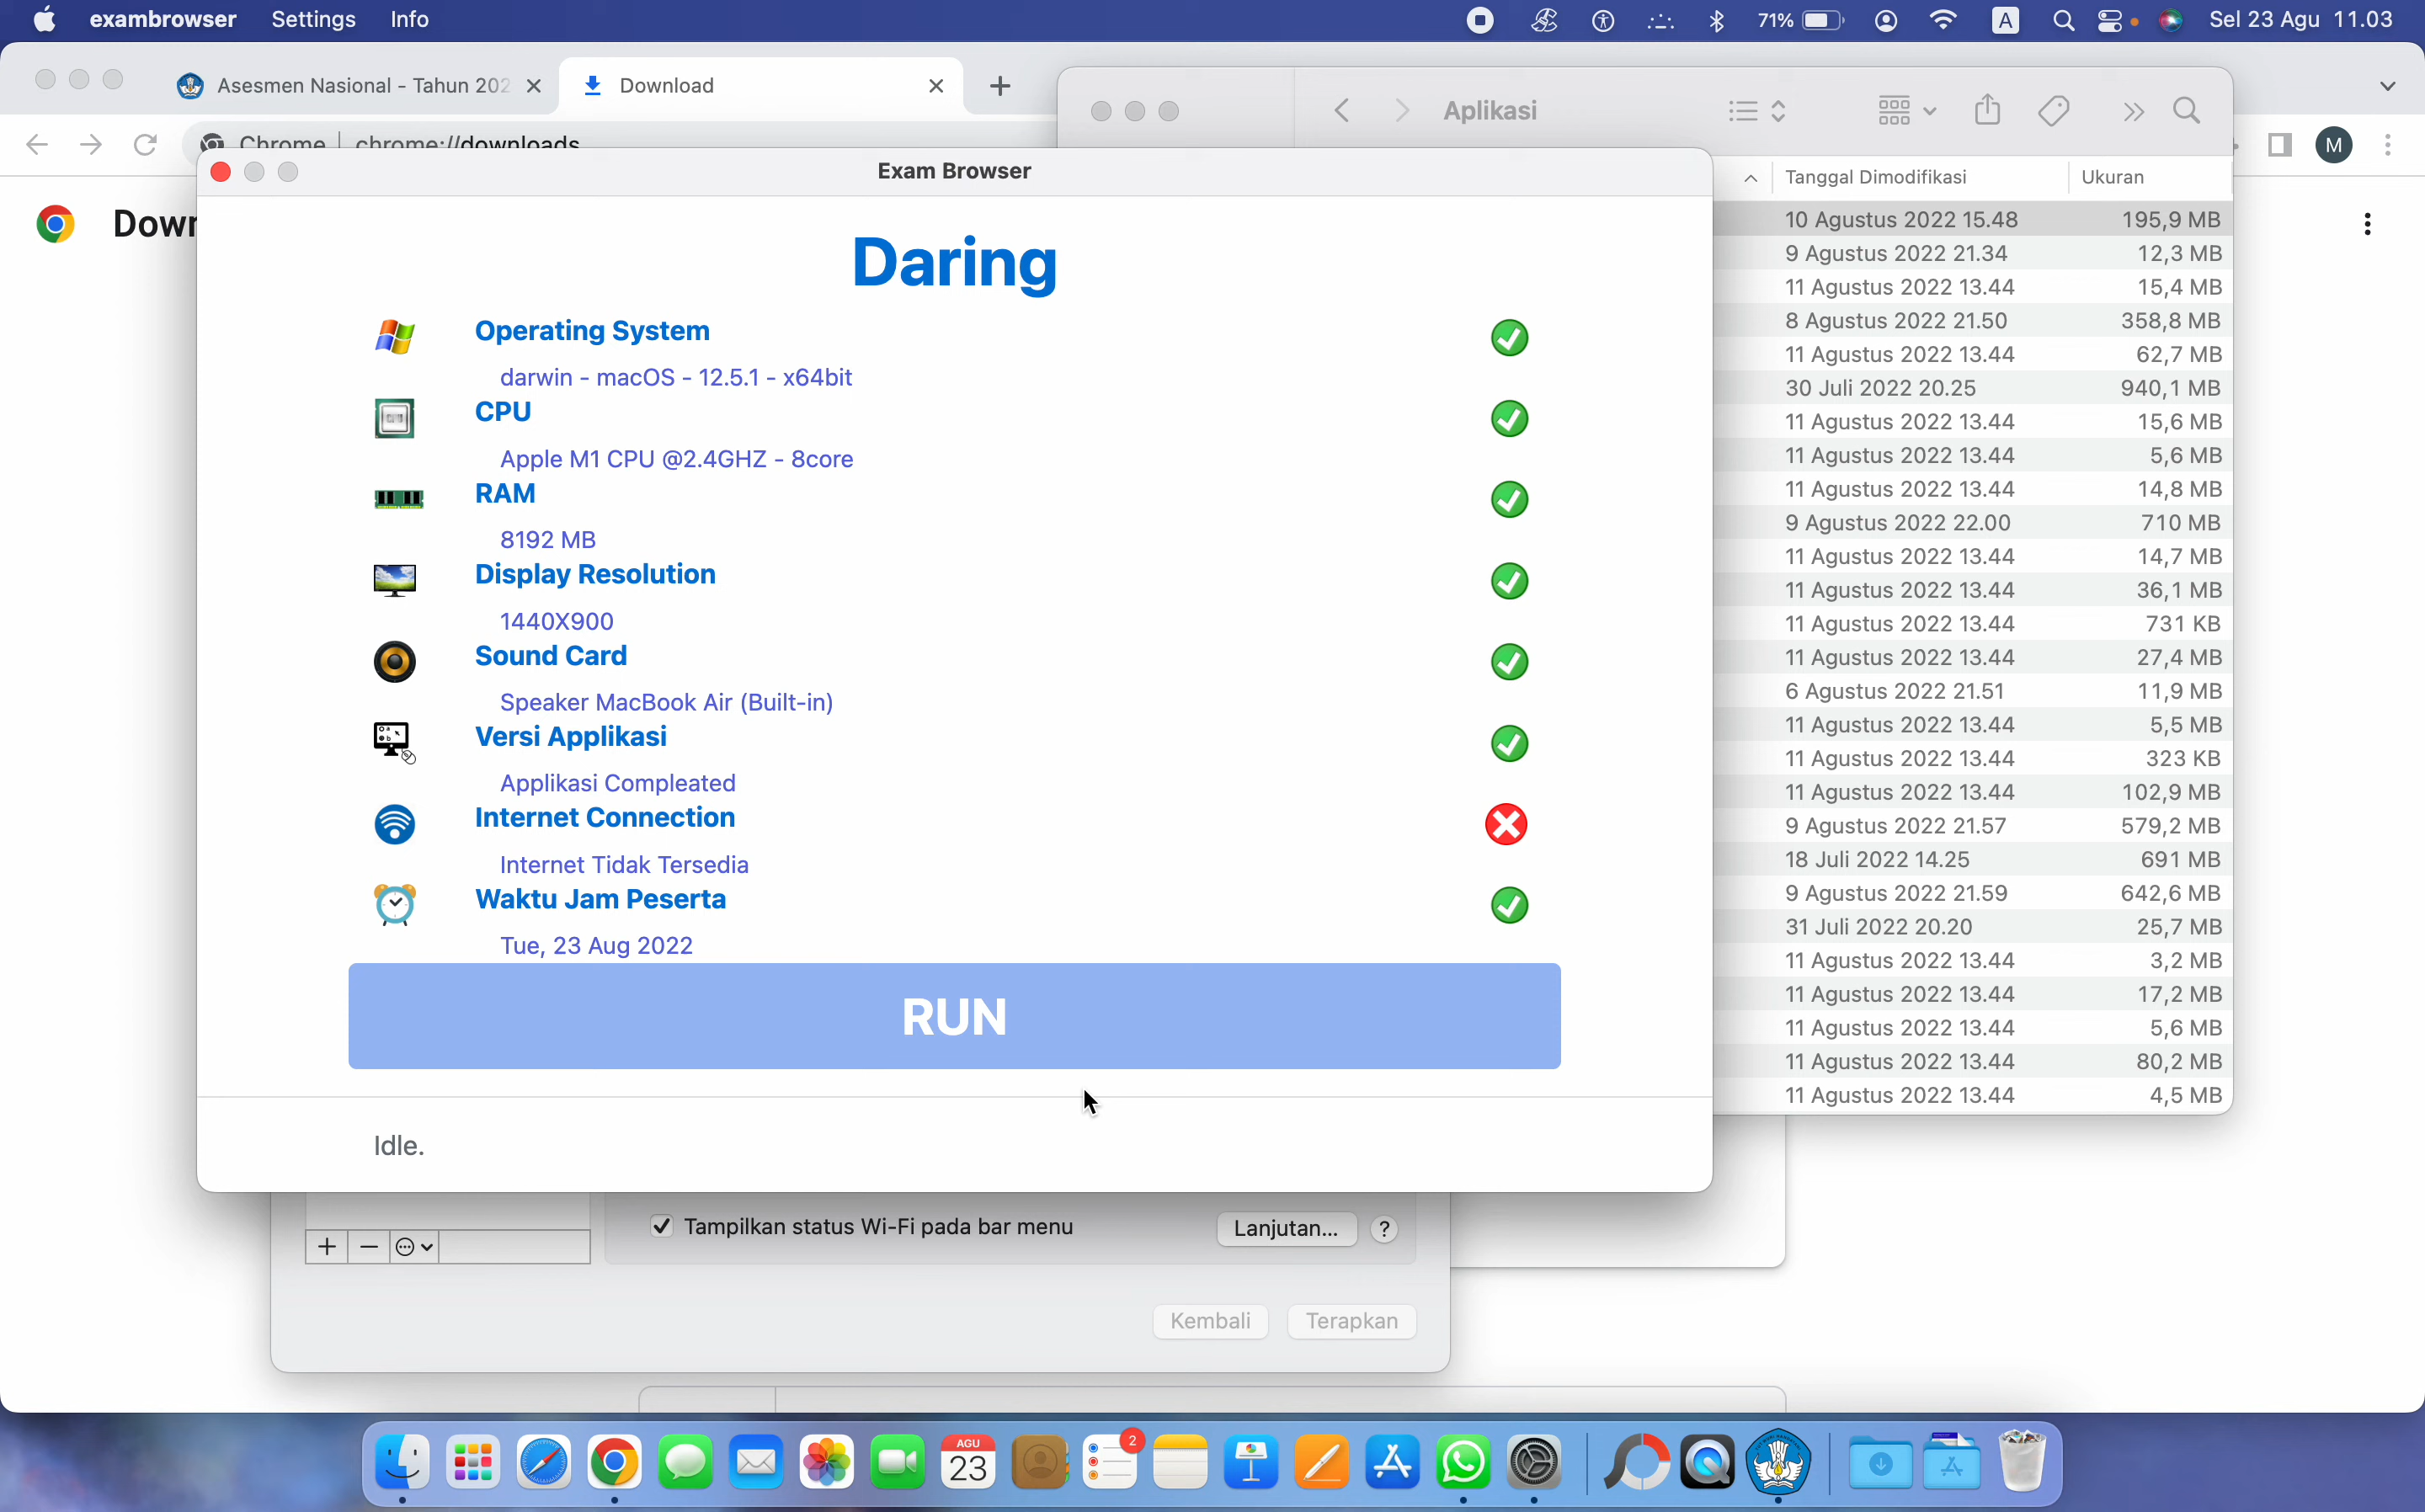 exambrowser Settings Info
71% A Sel 23 Agu 11.03
Asesmen Nasional - Tahun 202
Download
Aplikasi
Chrome chrome://downloads
M
Exam Browser
Tanggal Dimodifikasi Ukuran
Down
Daring
Operating System
darwin - macOS - 12.5.1 - x64bit
CPU
Apple M1 CPU @2.4GHZ - 8core
RAM
8192 MB
Display Resolution
1440X900
Sound Card
Speaker MacBook Air (Built-in)
Versi Applikasi
Applikasi Compleated
Internet Connection
Internet Tidak Tersedia
Waktu Jam Peserta
Tue, 23 Aug 2022
RUN
Idle.
10 Agustus 2022 15.48 195,9 MB
9 Agustus 2022 21.34 12,3 MB
11 Agustus 2022 13.44 15,4 MB
8 Agustus 2022 21.50 358,8 MB
11 Agustus 2022 13.44 62,7 MB
30 Juli 2022 20.25 940,1 MB
11 Agustus 2022 13.44 15,6 MB
11 Agustus 2022 13.44 5,6 MB
11 Agustus 2022 13.44 14,8 MB
9 Agustus 2022 22.00 710 MB
11 Agustus 2022 13.44 14,7 MB
11 Agustus 2022 13.44 36,1 MB
11 Agustus 2022 13.44 731 KB
11 Agustus 2022 13.44 27,4 MB
6 Agustus 2022 21.51 11,9 MB
11 Agustus 2022 13.44 5,5 MB
11 Agustus 2022 13.44 323 KB
11 Agustus 2022 13.44 102,9 MB
9 Agustus 2022 21.57 579,2 MB
18 Juli 2022 14.25 691 MB
9 Agustus 2022 21.59 642,6 MB
31 Juli 2022 20.20 25,7 MB
11 Agustus 2022 13.44 3,2 MB
11 Agustus 2022 13.44 17,2 MB
11 Agustus 2022 13.44 5,6 MB
11 Agustus 2022 13.44 80,2 MB
11 Agustus 2022 13.44 4,5 MB
Tampilkan status Wi-Fi pada bar menu Lanjutan... ?
Kembali Terapkan
AGU
23
2